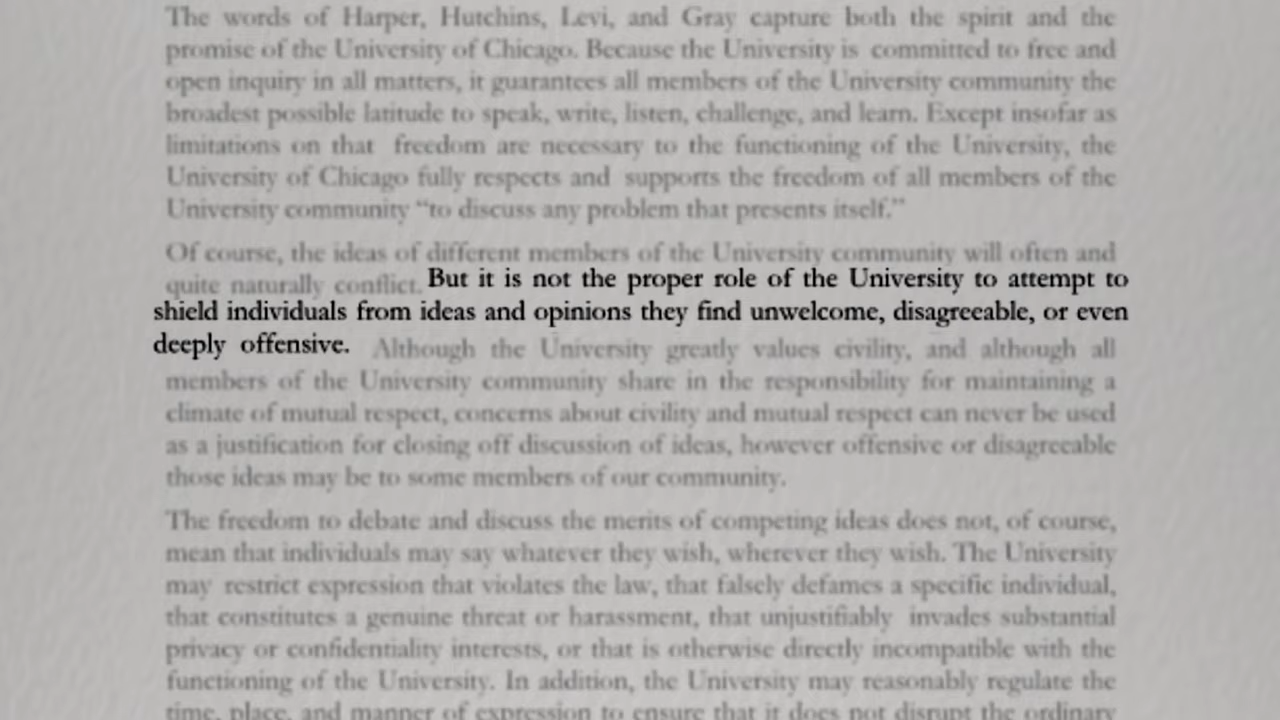 The words of Harper, Hutchins, Levi, and Gray capture both the spirit and the
promise of the University of Chicago. Because the University is committed to free and
open inquiry in all matters, it guarantees all members of the University community the
broadest possible latitude to speak, write, listen, challenge, and learn. Except insofar as
limitations on that freedom are necessary to the functioning of the University, the
University of Chicago fully respects and supports the freedom of all members of the
University community “to discuss any problem that presents itself.”
Of course, the ideas of different members of the University community will often and
quite naturally conflict. But it is not the proper role of the University to attempt to
shield individuals from ideas and opinions they find unwelcome, disagreeable, or even
deeply offensive. Although the University greatly values civility, and although all
members of the University community share in the responsibility for maintaining a
climate of mutual respect, concerns about civility and mutual respect can never be used
as a justification for closing off discussion of ideas, however offensive or disagreeable
those ideas may be to some members of our community.
The freedom to debate and discuss the merits of competing ideas does not, of course,
mean that individuals may say whatever they wish, wherever they wish. The University
may restrict expression that violates the law, that falsely defames a specific individual,
that constitutes a genuine threat or harassment, that unjustifiably invades substantial
privacy or confidentiality interests, or that is otherwise directly incompatible with the
functioning of the University. In addition, the University may reasonably regulate the
time, place, and manner of expression to ensure that it does not disrupt the ordinary